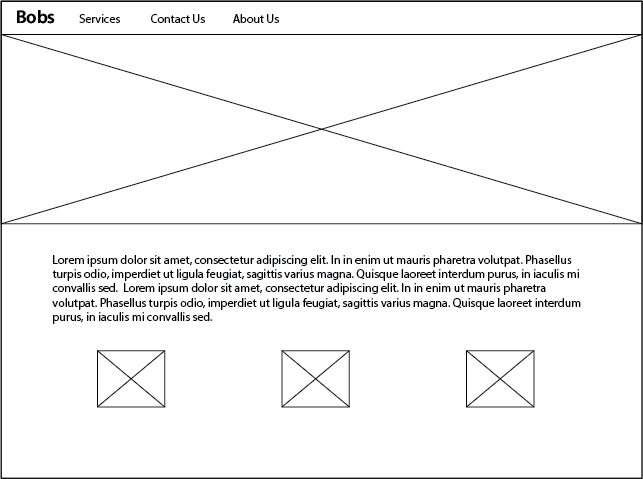 Bobs Services Contact Us About Us
Lorem ipsum dolor sit amet, consectetur adipiscing elit. In in enim ut mauris pharetra volutpat. Phasellus
turpis odio, imperdiet ut ligula feugiat, sagittis varius magna. Quisque laoreet interdum purus, in iaculis mi
convallis sed.  Lorem ipsum dolor sit amet, consectetur adipiscing elit. In in enim ut mauris pharetra
volutpat. Phasellus turpis odio, imperdiet ut ligula feugiat, sagittis varius magna. Quisque laoreet interdum
purus, in iaculis mi convallis sed.